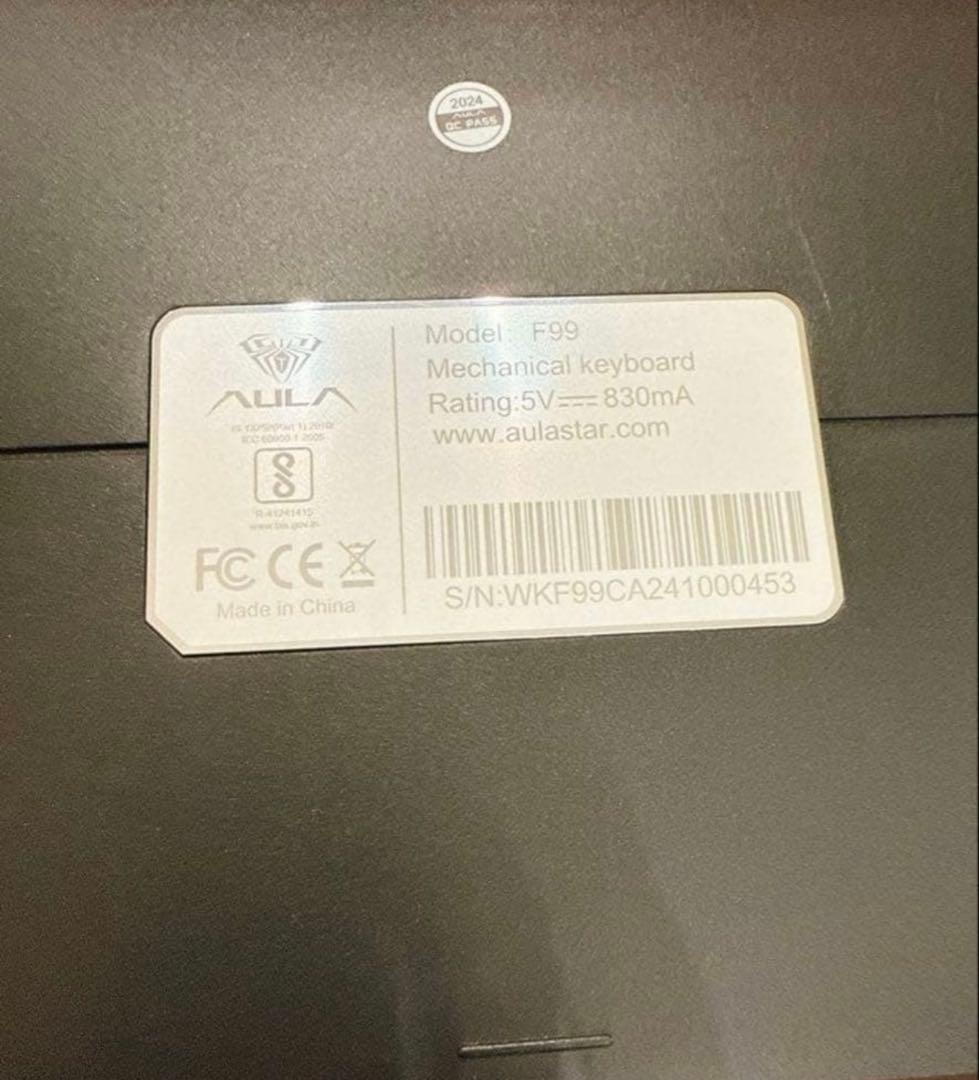 2024
AULA
QC PASS
AULA
IS 13252(Part 1):2010/
IEC 60950-1:2005
R-41241415
www.bis.gov.in
FC CE
Made in China
Model: F99
Mechanical keyboard
Rating:5V⎓830mA
www.aulastar.com
S/N:WKF99CA241000453